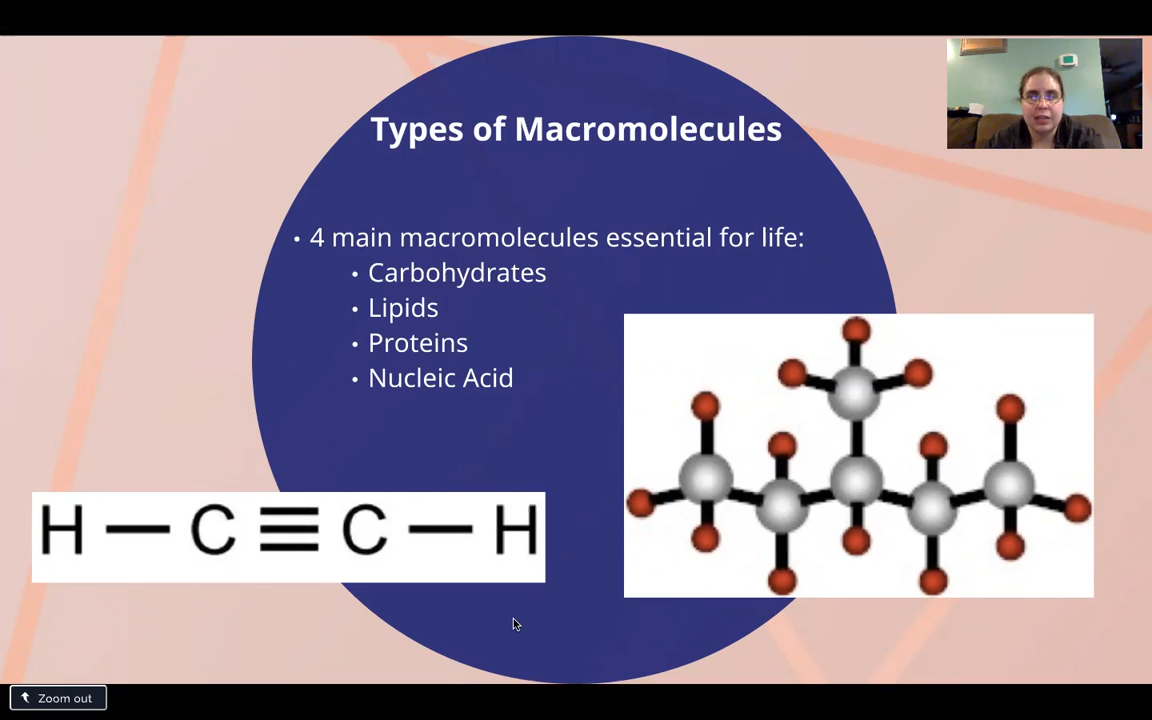 Types of Macromolecules
• 4 main macromolecules essential for life:
• Carbohydrates
• Lipids
• Proteins
• Nucleic Acid
H — C ≡ C — H
Zoom out